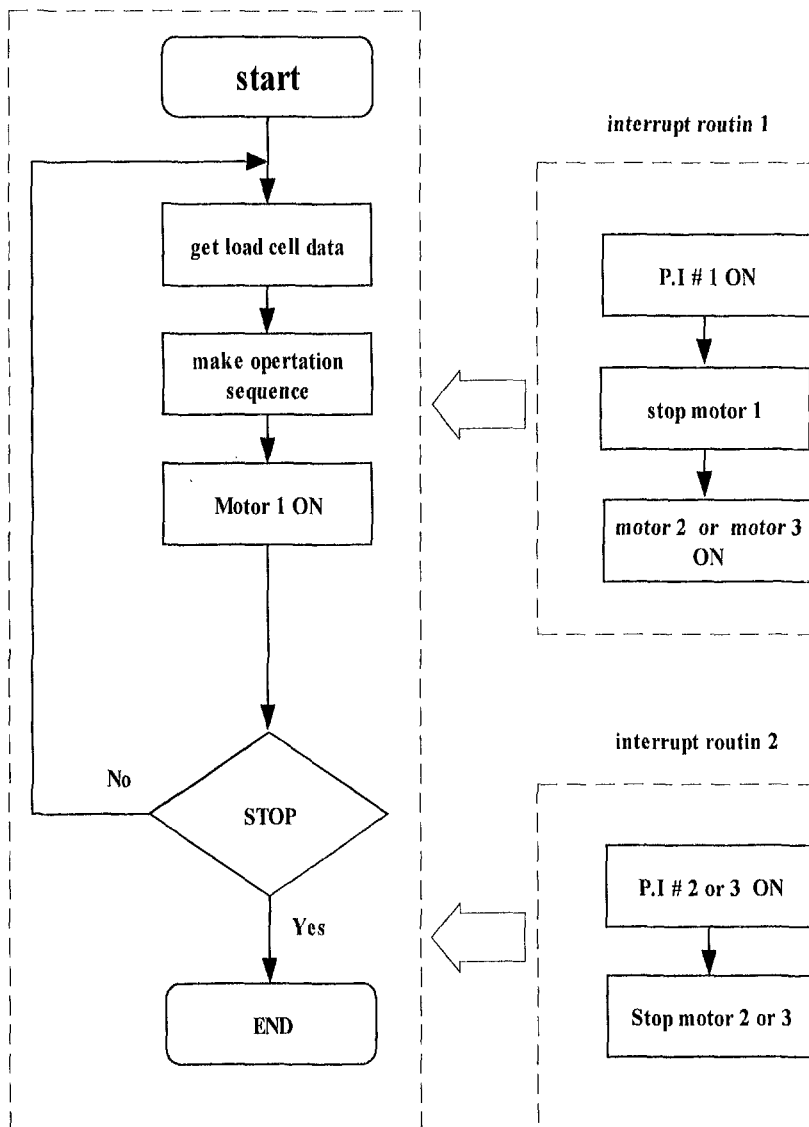 start
get load cell data
make opertation
sequence
Motor 1 ON
No
STOP
Yes
END
interrupt routin 1
P.I # 1 ON
stop motor 1
motor 2 or motor 3
ON
interrupt routin 2
P.I # 2 or 3 ON
Stop motor 2 or 3